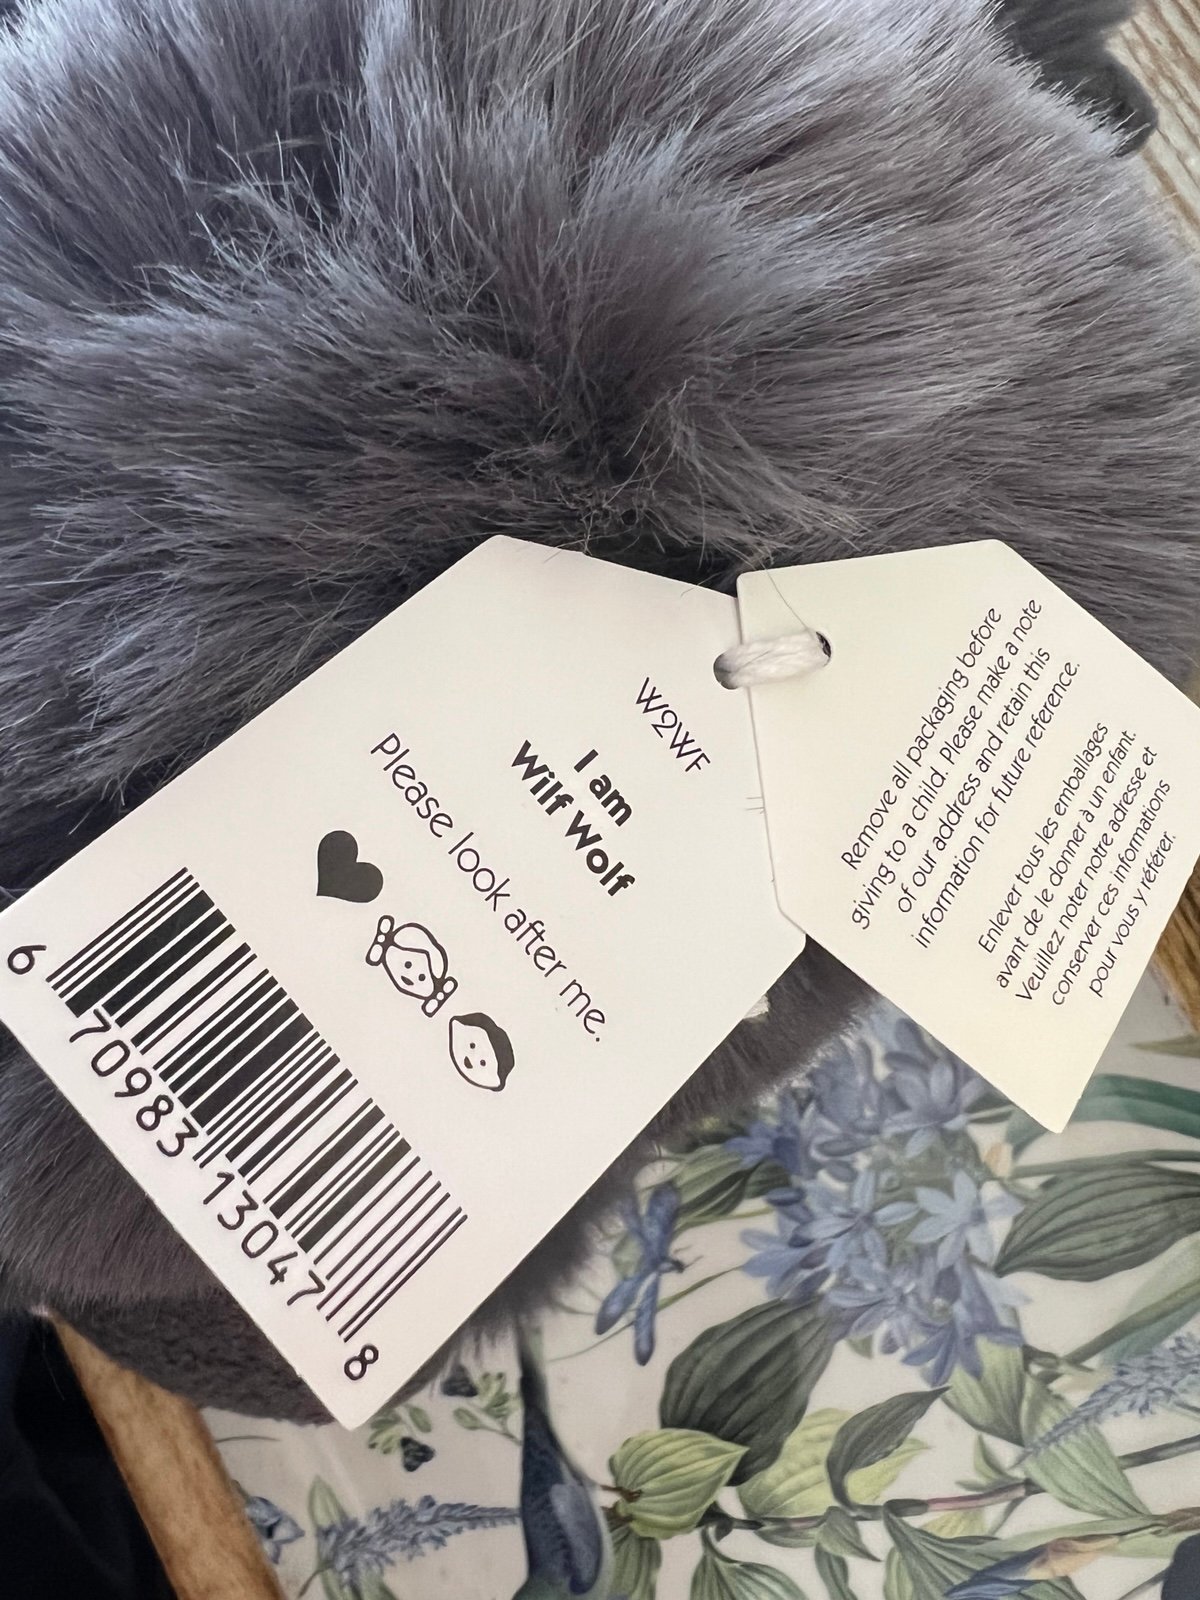 W2WF
I am
Wilf Wolf
Please look after me.
6
70983 13047
8
Remove all packaging before
giving to a child. Please make a note
of our address and retain this
information for future reference.
Enlever tous les emballages
avant de le donner à un enfant.
Veuillez noter notre adresse et
conserver ces informations
pour vous y référer.